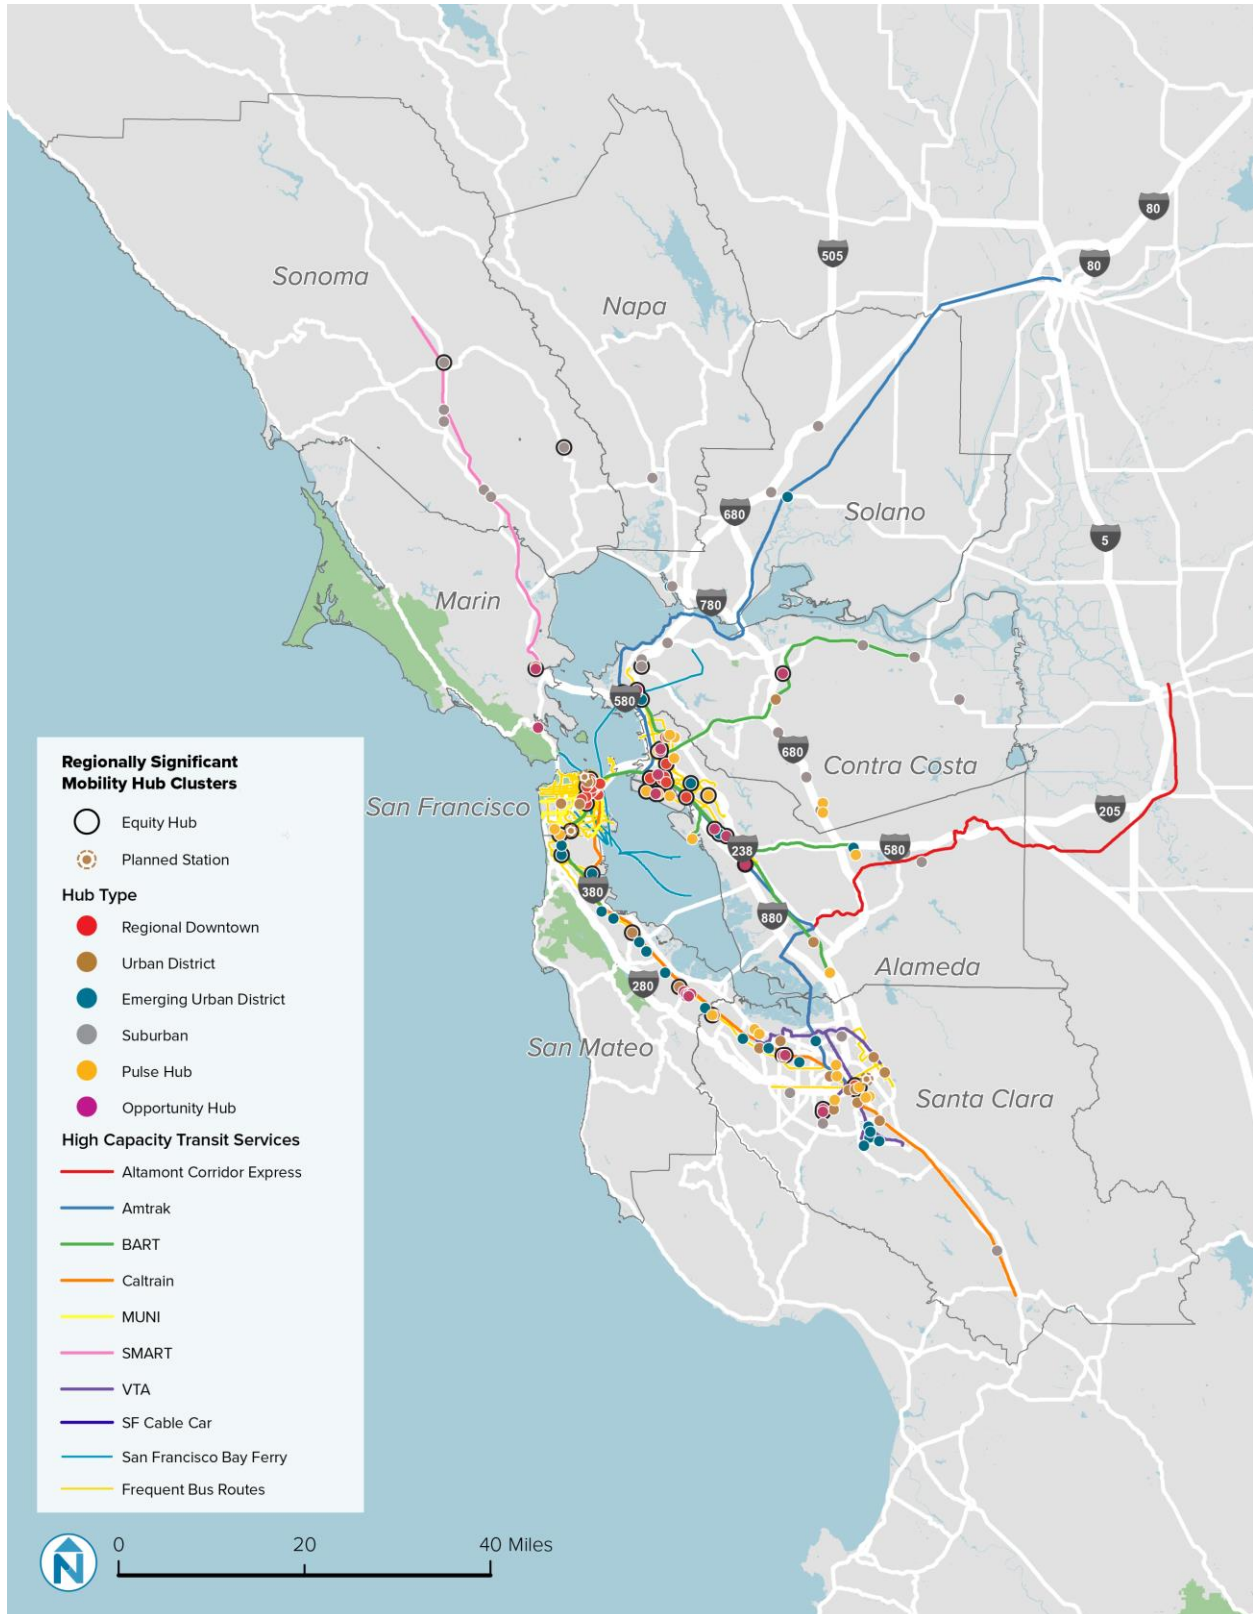 80
80
505
Sonoma
Napa
680
Solano
5
780
Marin
580
680
Contra Costa
205
Regionally Significant
Mobility Hub Clusters
Equity Hub
Planned Station
Hub Type
Regional Downtown
Urban District
Emerging Urban District
Suburban
Pulse Hub
Opportunity Hub
High Capacity Transit Services
Altamont Corridor Express
Amtrak
BART
Caltrain
MUNI
SMART
VTA
SF Cable Car
San Francisco Bay Ferry
Frequent Bus Routes
San Francisco
238
580
380
880
Alameda
280
San Mateo
Santa Clara
N
0
20
40 Miles